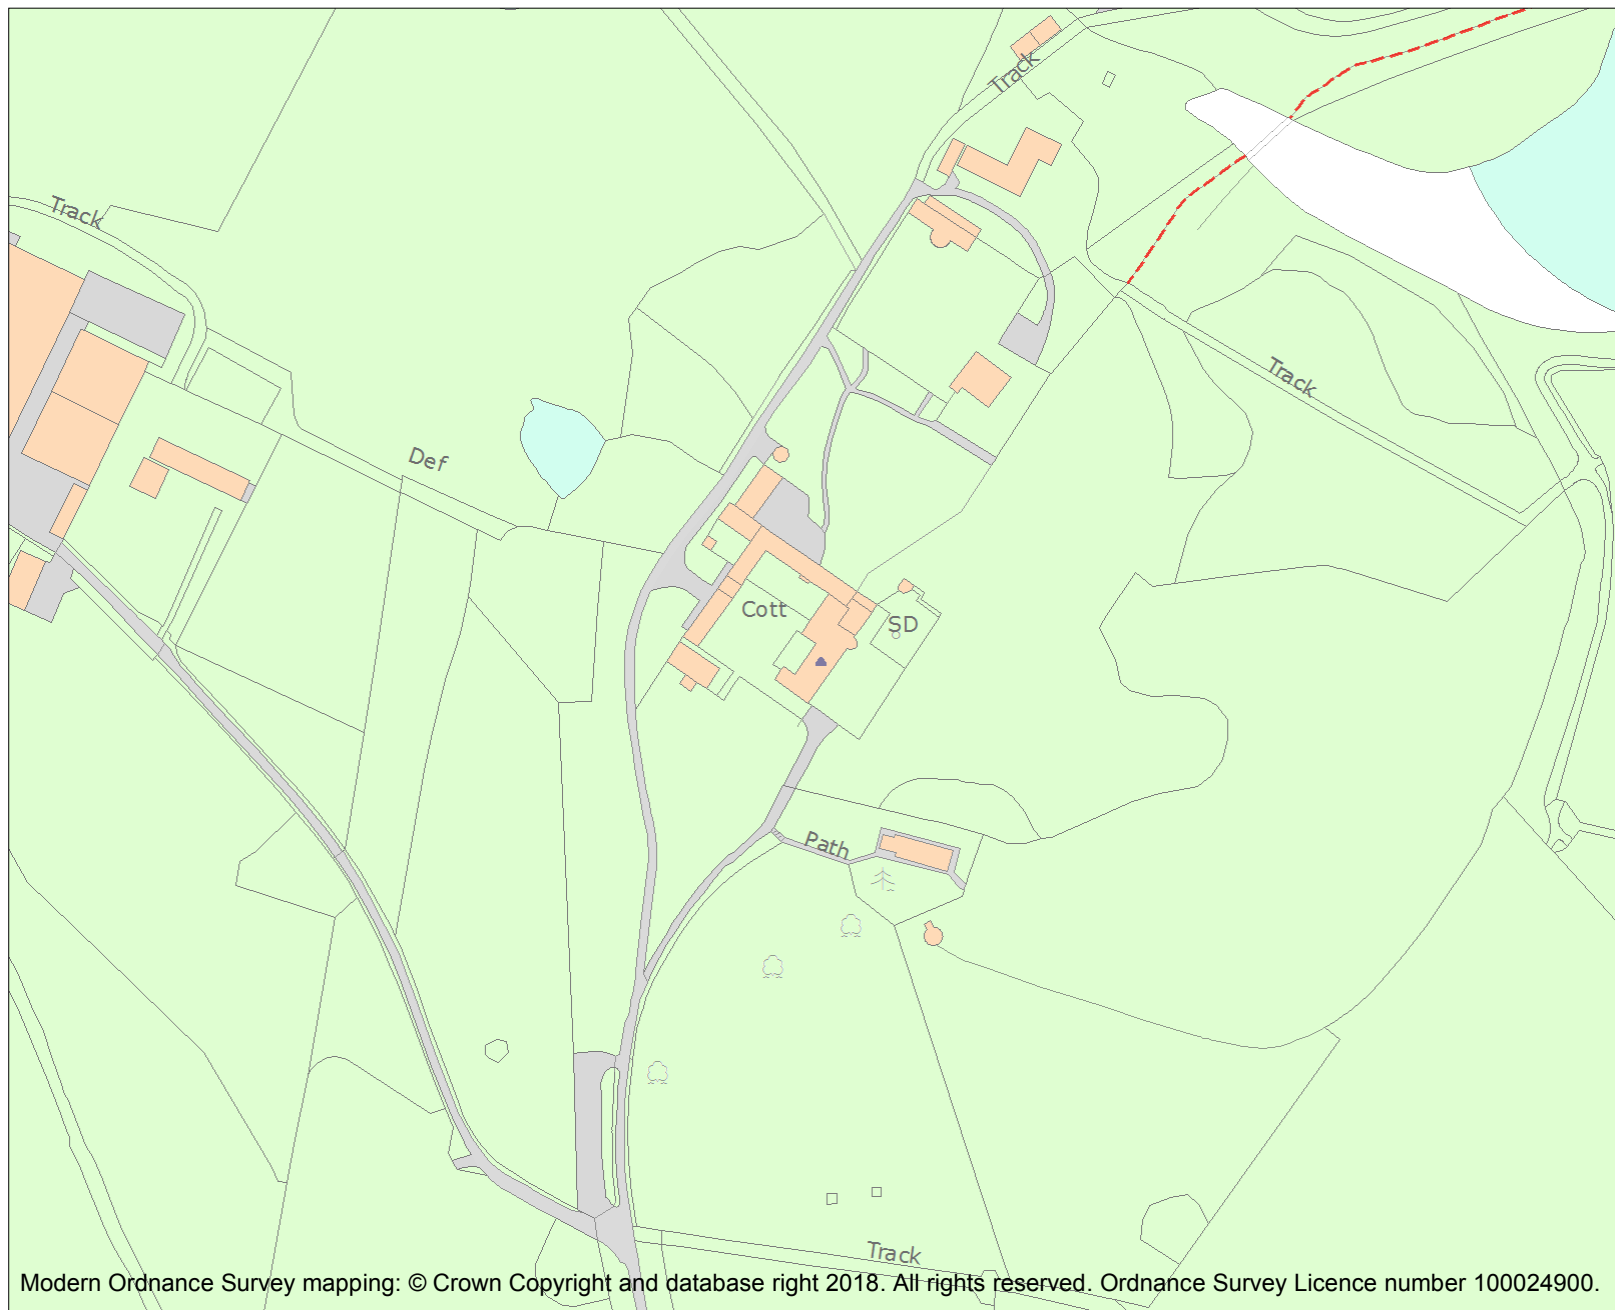 Track
Track
Track
Def
Cott
SD
Path
Track
Modern Ordnance Survey mapping: © Crown Copyright and database right 2018. All rights reserved. Ordnance Survey Licence number 100024900.